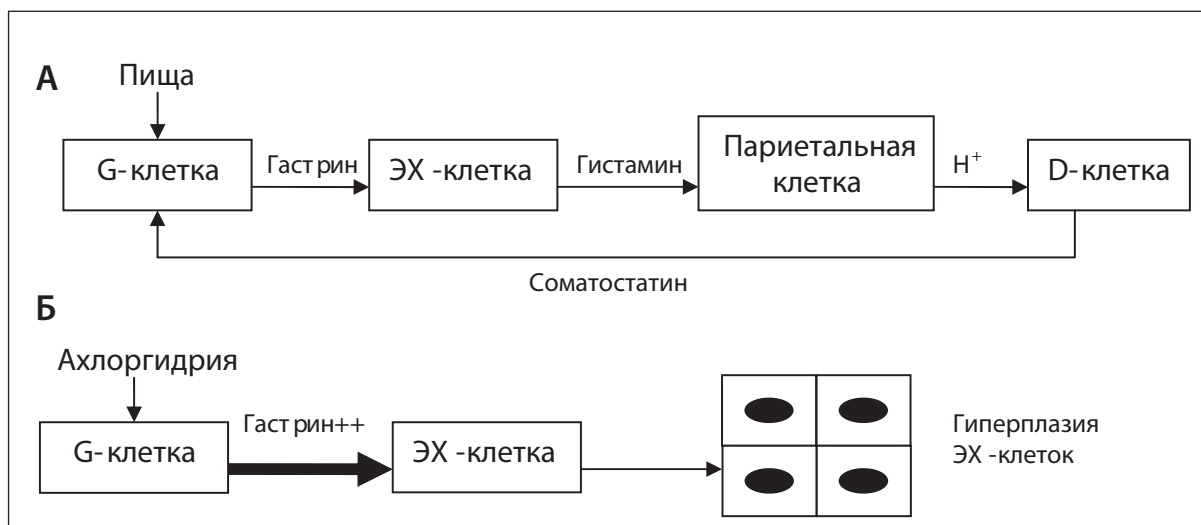 А
Пища
G-клетка
Гастрин
ЭХ-клетка
Гистамин
Париетальная
клетка
H⁺
D-клетка
Соматостатин
Б
Ахлоргидрия
G-клетка
Гастрин++
ЭХ-клетка
Гиперплазия
ЭХ-клеток